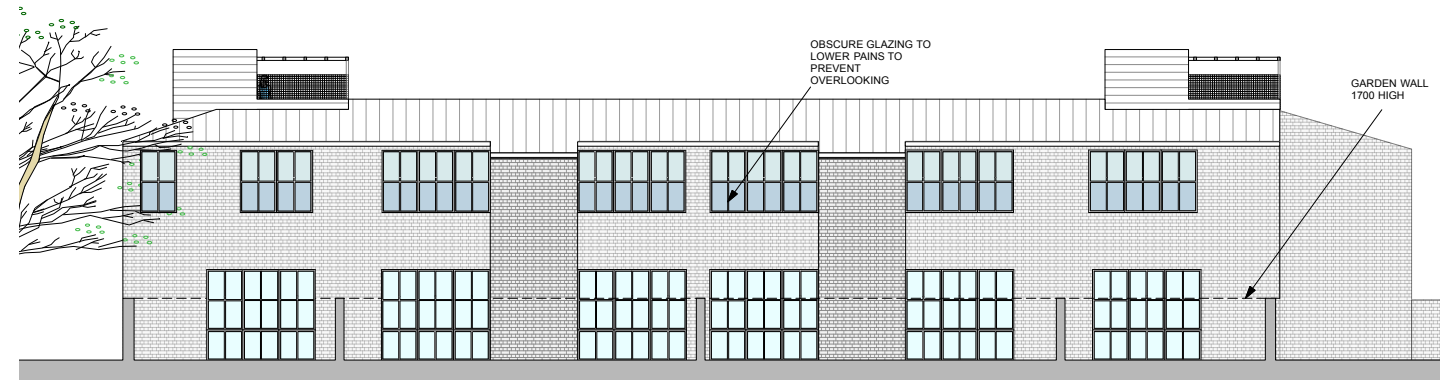 OBSCURE GLAZING TO
LOWER PAINS TO
PREVENT
OVERLOOKING
GARDEN WALL
1700 HIGH